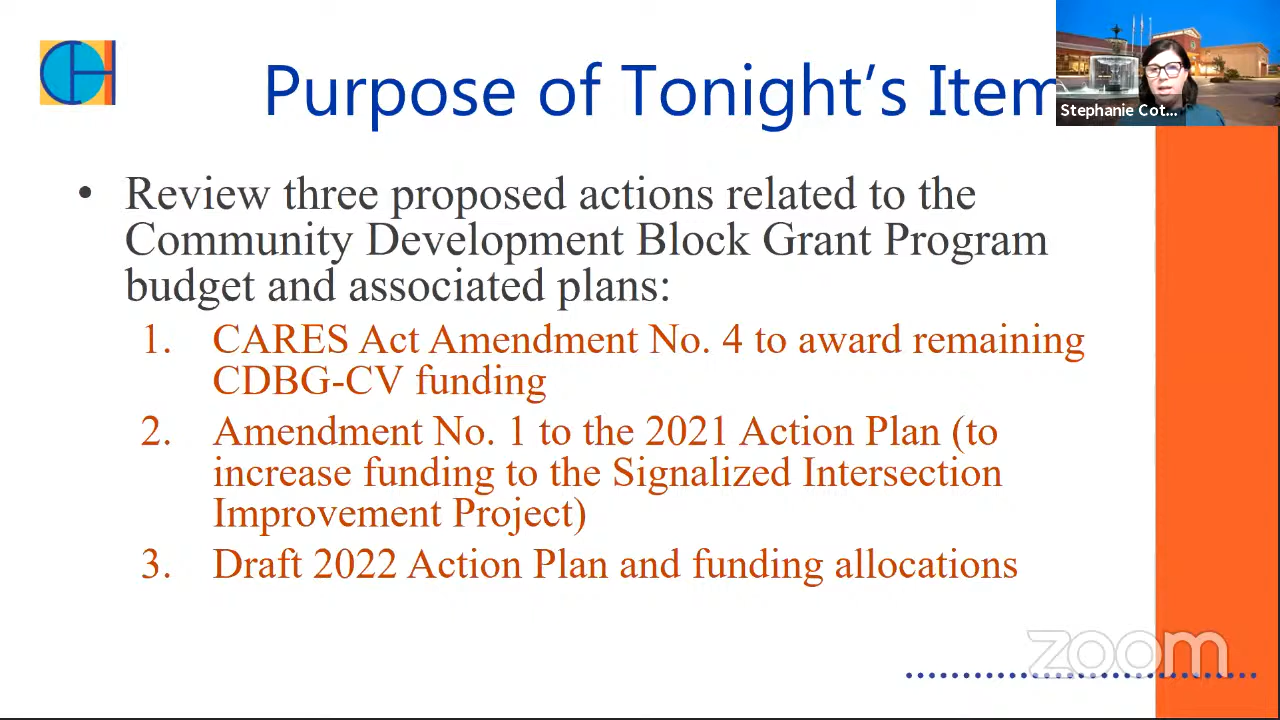 Purpose of Tonight's Item
Stephanie Cot...
• Review three proposed actions related to the
Community Development Block Grant Program
budget and associated plans:
1. CARES Act Amendment No. 4 to award remaining
CDBG-CV funding
2. Amendment No. 1 to the 2021 Action Plan (to
increase funding to the Signalized Intersection
Improvement Project)
3. Draft 2022 Action Plan and funding allocations
zoom